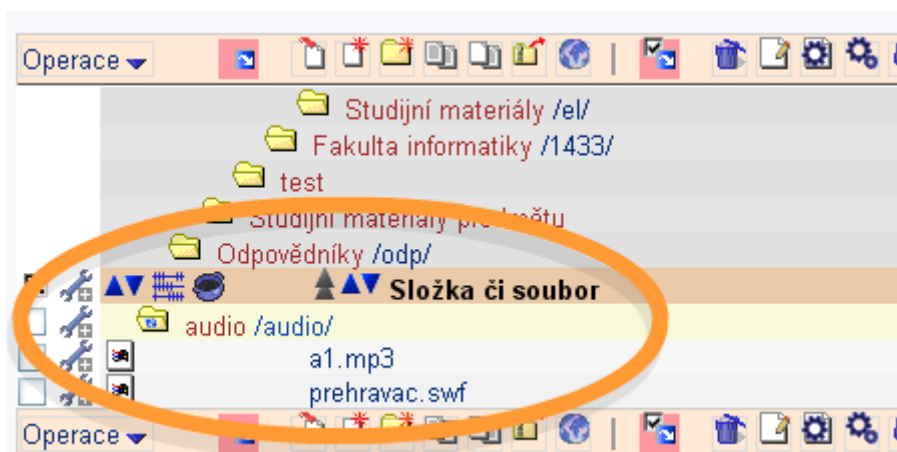 Operace
Studijní materiály /el/
Fakulta informatiky /1433/
test
Studijní materiály předmětu
Odpovědníky /odp/
Složka či soubor
audio /audio/
a1.mp3
prehravac.swf
Operace